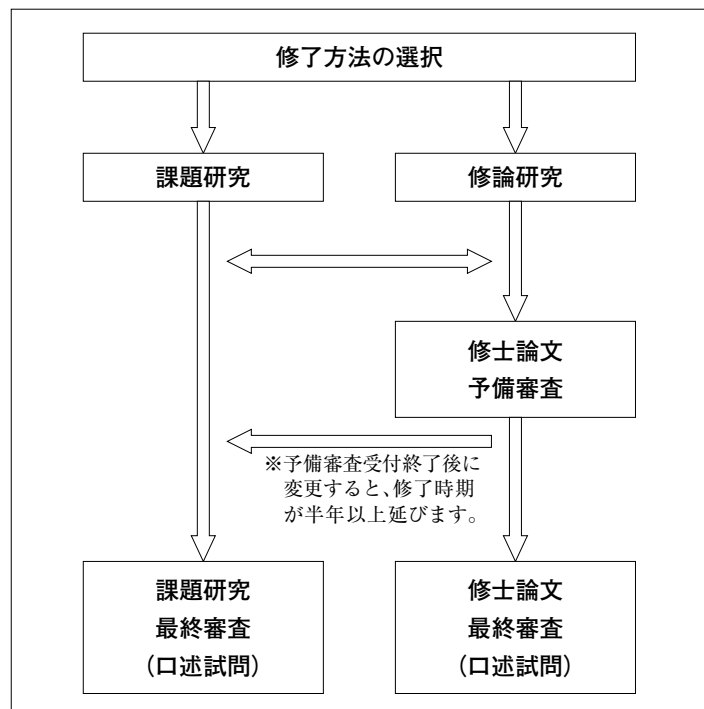 修了方法の選択
課題研究
修論研究
修士論文
予備審査
※予備審査受付終了後に
変更すると、修了時期
が半年以上延びます。
課題研究
最終審査
(口述試問)
修士論文
最終審査
(口述試問)